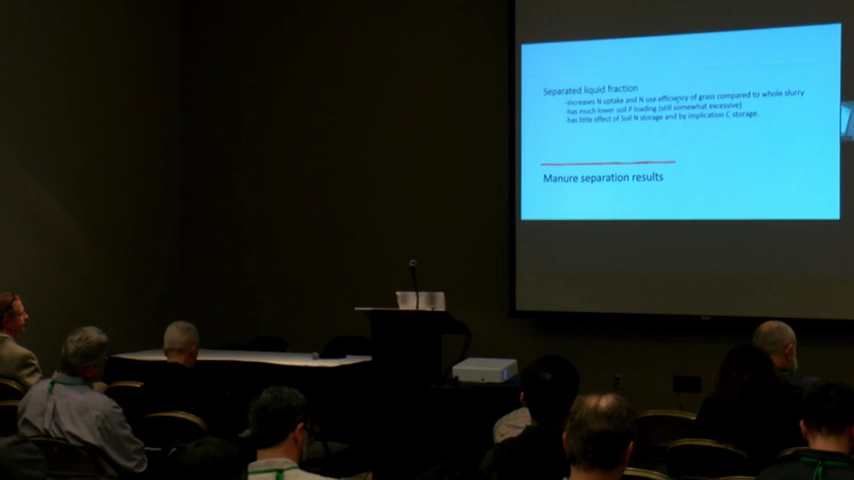 Separated liquid fraction
-increases N uptake and N use efficiency of grass compared to whole slurry
-has much lower soil P loading (still somewhat excessive)
-has little effect of Soil N storage and by implication C storage.
Manure separation results